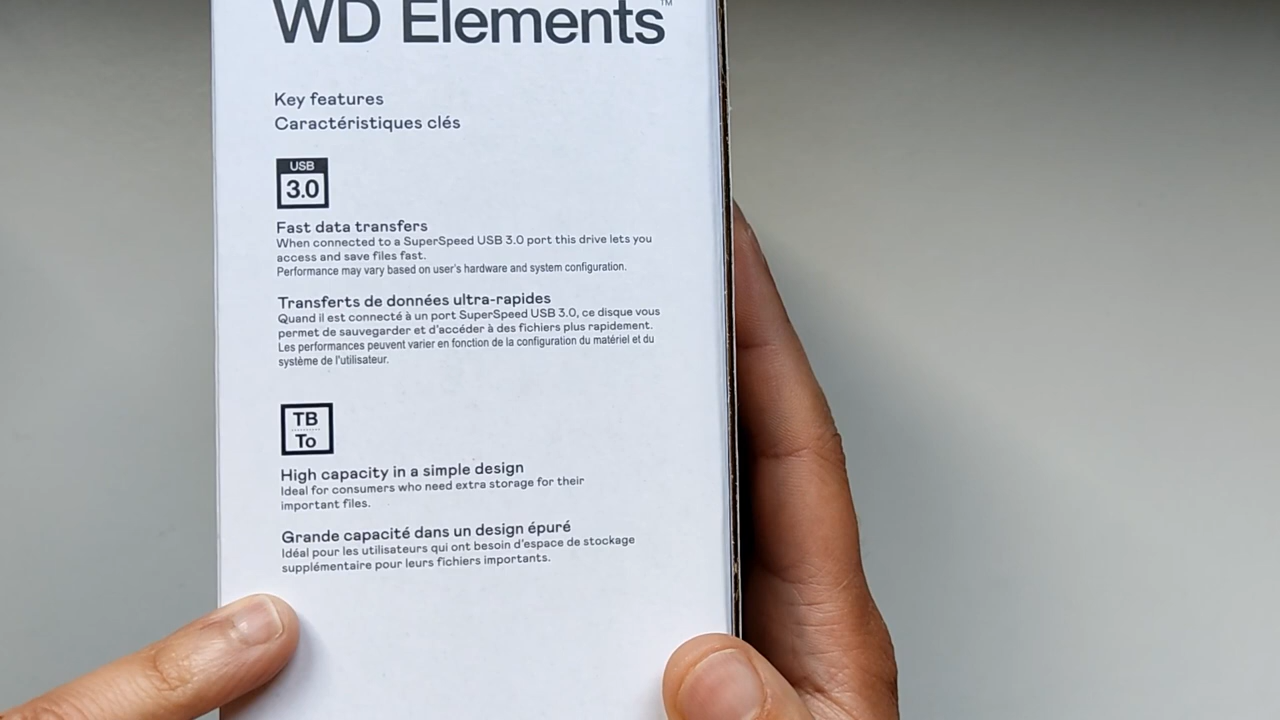 WD Elements™
Key features
Caractéristiques clés
USB
3.0
Fast data transfers
When connected to a SuperSpeed USB 3.0 port this drive lets you
access and save files fast.
Performance may vary based on user's hardware and system configuration.
Transferts de données ultra-rapides
Quand il est connecté à un port SuperSpeed USB 3.0, ce disque vous
permet de sauvegarder et d'accéder à des fichiers plus rapidement.
Les performances peuvent varier en fonction de la configuration du matériel et du
système de l'utilisateur.
TB
To
High capacity in a simple design
Ideal for consumers who need extra storage for their
important files.
Grande capacité dans un design épuré
Idéal pour les utilisateurs qui ont besoin d'espace de stockage
supplémentaire pour leurs fichiers importants.